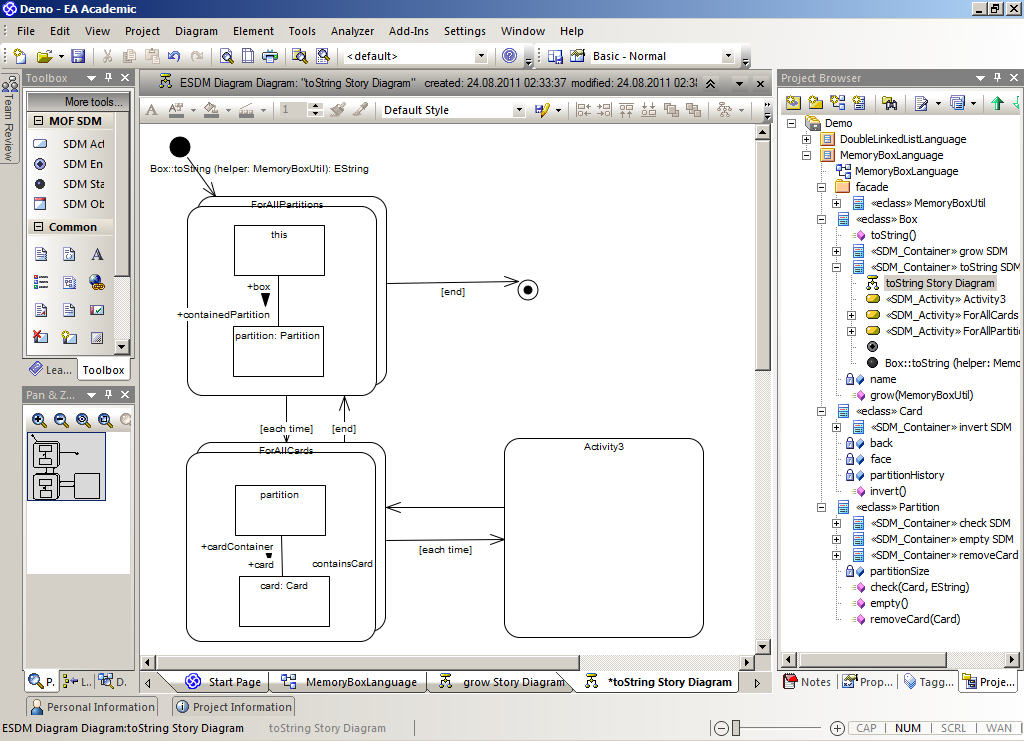 Demo - EA Academic
File Edit View Project Diagram Element Tools Analyzer Add-Ins Settings Window Help
<default> Basic - Normal
Team Review
Toolbox
More tools...
MOF SDM
SDM Act
SDM En
SDM Sta
SDM Ob
Common
Lea... Toolbox
Pan & Z...
P. L.. D.
ESDM Diagram Diagram: "toString Story Diagram" created: 24.08.2011 02:33:37 modified: 24.08.2011 02:38
1 Default Style
Box::toString (helper: MemoryBoxUtil): EString
ForAllPartitions
this
+box
+containedPartition
partition: Partition
[end]
[each time] [end]
ForAllCards
partition
+cardContainer
+card containsCard
card: Card
[each time]
Activity3
Start Page MemoryBoxLanguage grow Story Diagram *toString Story Diagram
Project Browser
Demo
DoubleLinkedListLanguage
MemoryBoxLanguage
MemoryBoxLanguage
facade
«eclass» MemoryBoxUtil
«eclass» Box
toString()
«SDM_Container» grow SDM
«SDM_Container» toString SDM
toString Story Diagram
«SDM_Activity» Activity3
«SDM_Activity» ForAllCards
«SDM_Activity» ForAllPartitic
Box::toString (helper: Memo
name
grow(MemoryBoxUtil)
«eclass» Card
«SDM_Container» invert SDM
back
face
partitionHistory
invert()
«eclass» Partition
«SDM_Container» check SDM
«SDM_Container» empty SDM
«SDM_Container» removeCard
partitionSize
check(Card, EString)
empty()
removeCard(Card)
Notes Prop... Tagg... Proje...
Personal Information Project Information
ESDM Diagram Diagram:toString Story Diagram toString Story Diagram CAP NUM SCRL WAN